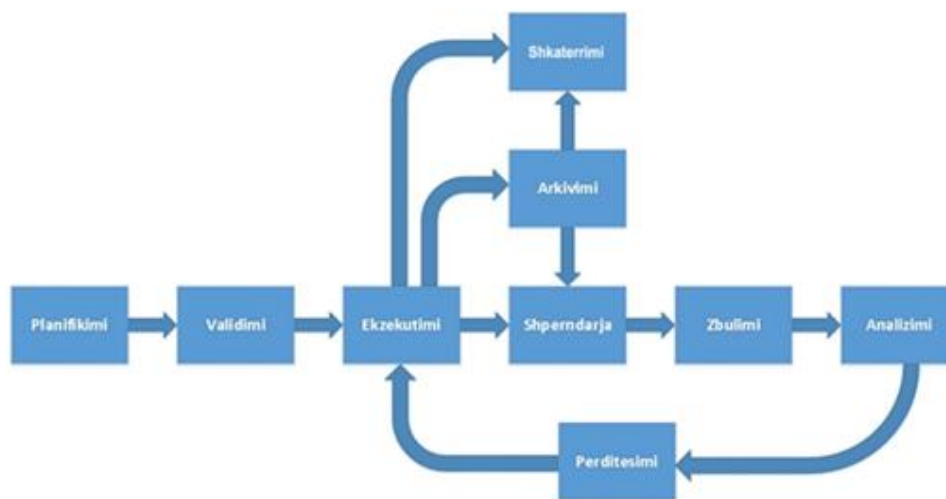 Shkaterrimi
Arkivimi
Planifikimi
Validimi
Ekzekutimi
Shperndarja
Zbulimi
Analizimi
Perditesimi